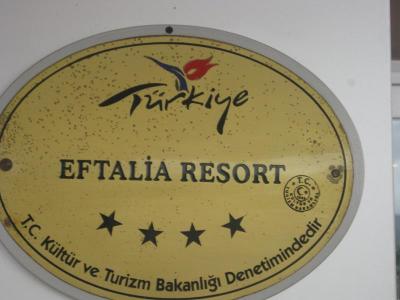 Türkiye
EFTALİA RESORT
T.C.
T.C. Kültür ve Turizm Bakanlığı Denetimindedir